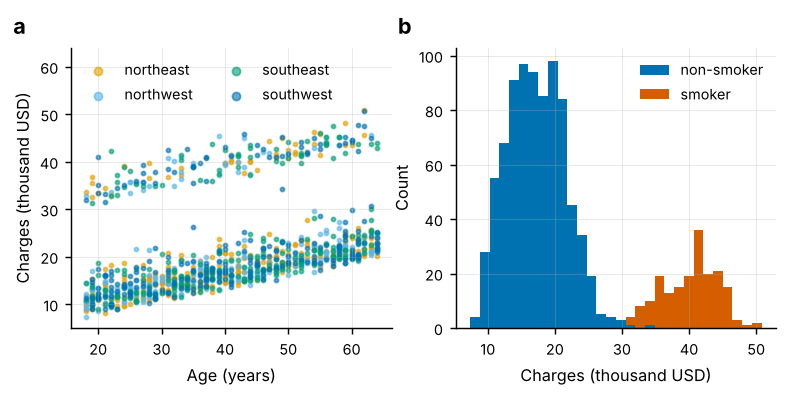 a
northeast
southeast
northwest
southwest
60
50
40
30
20
10
Charges (thousand USD)
20
30
40
50
60
Age (years)
b
non-smoker
smoker
100
80
60
40
20
0
Count
10
20
30
40
50
Charges (thousand USD)